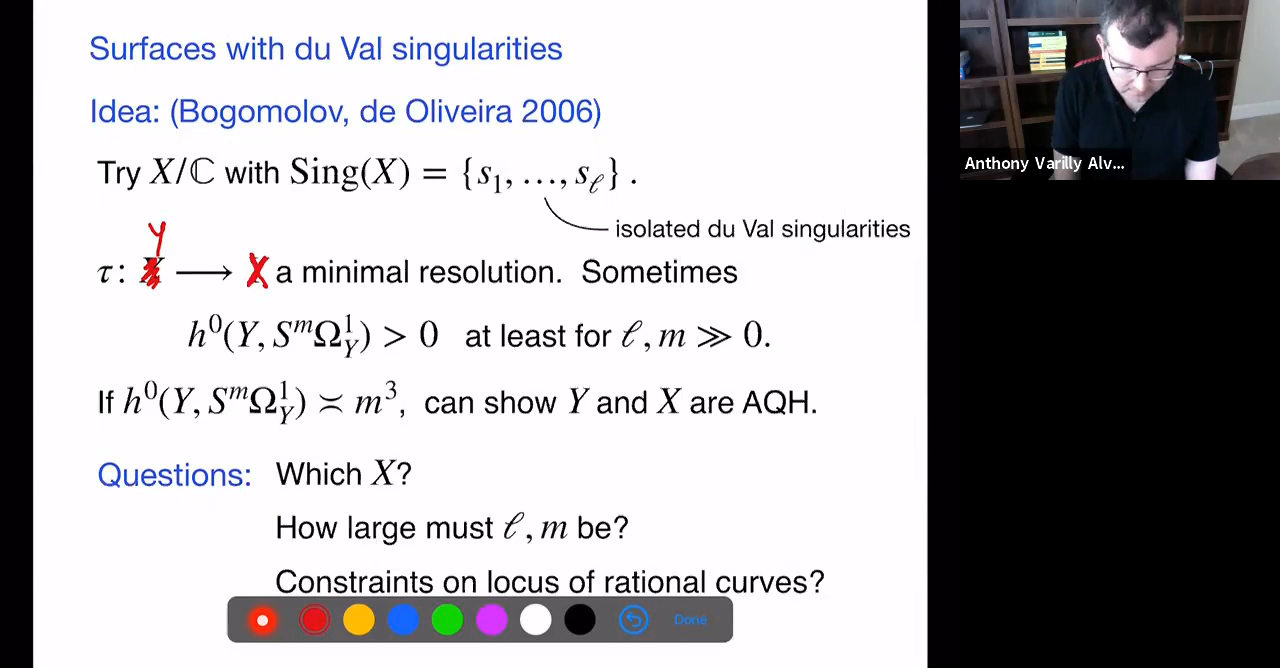 Surfaces with du Val singularities
Idea: (Bogomolov, de Oliveira 2006)
Try X/ℂ with Sing(X) = {s₁, …, s_ℓ} .
isolated du Val singularities
Y
τ: ⟶ X a minimal resolution. Sometimes
h⁰(Y, SᵐΩ¹_Y) > 0 at least for ℓ, m ≫ 0.
If h⁰(Y, SᵐΩ¹_Y) ≍ m³, can show Y and X are AQH.
Questions: Which X?
How large must ℓ, m be?
Constraints on locus of rational curves?
Done
Anthony Varilly Alv...